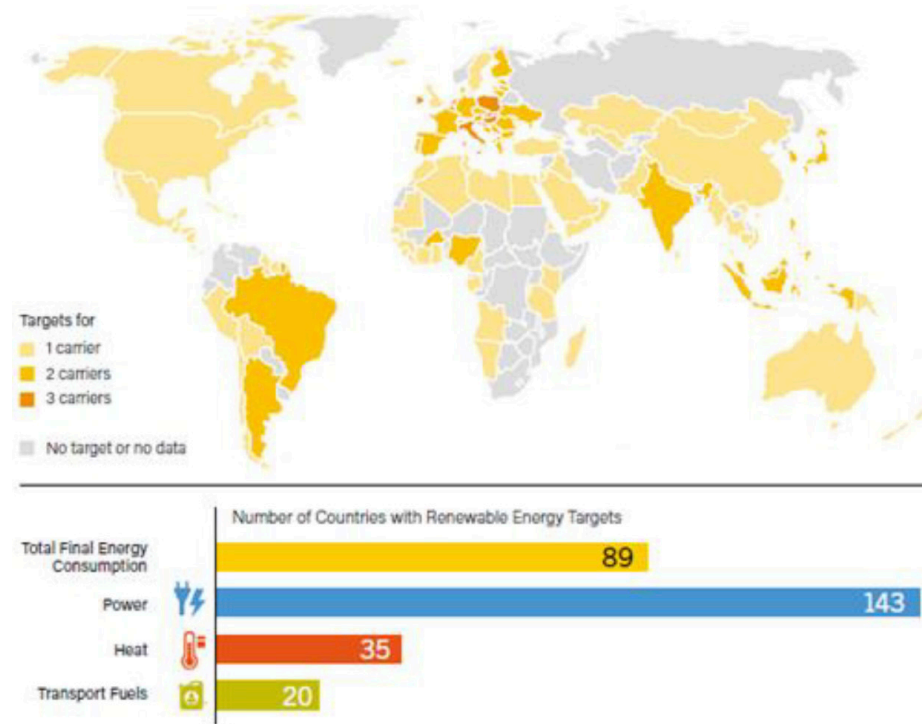 Targets for
1 carrier
2 carriers
3 carriers
No target or no data
Number of Countries with Renewable Energy Targets
Total Final Energy
Consumption
89
Power
143
Heat
35
Transport Fuels
20